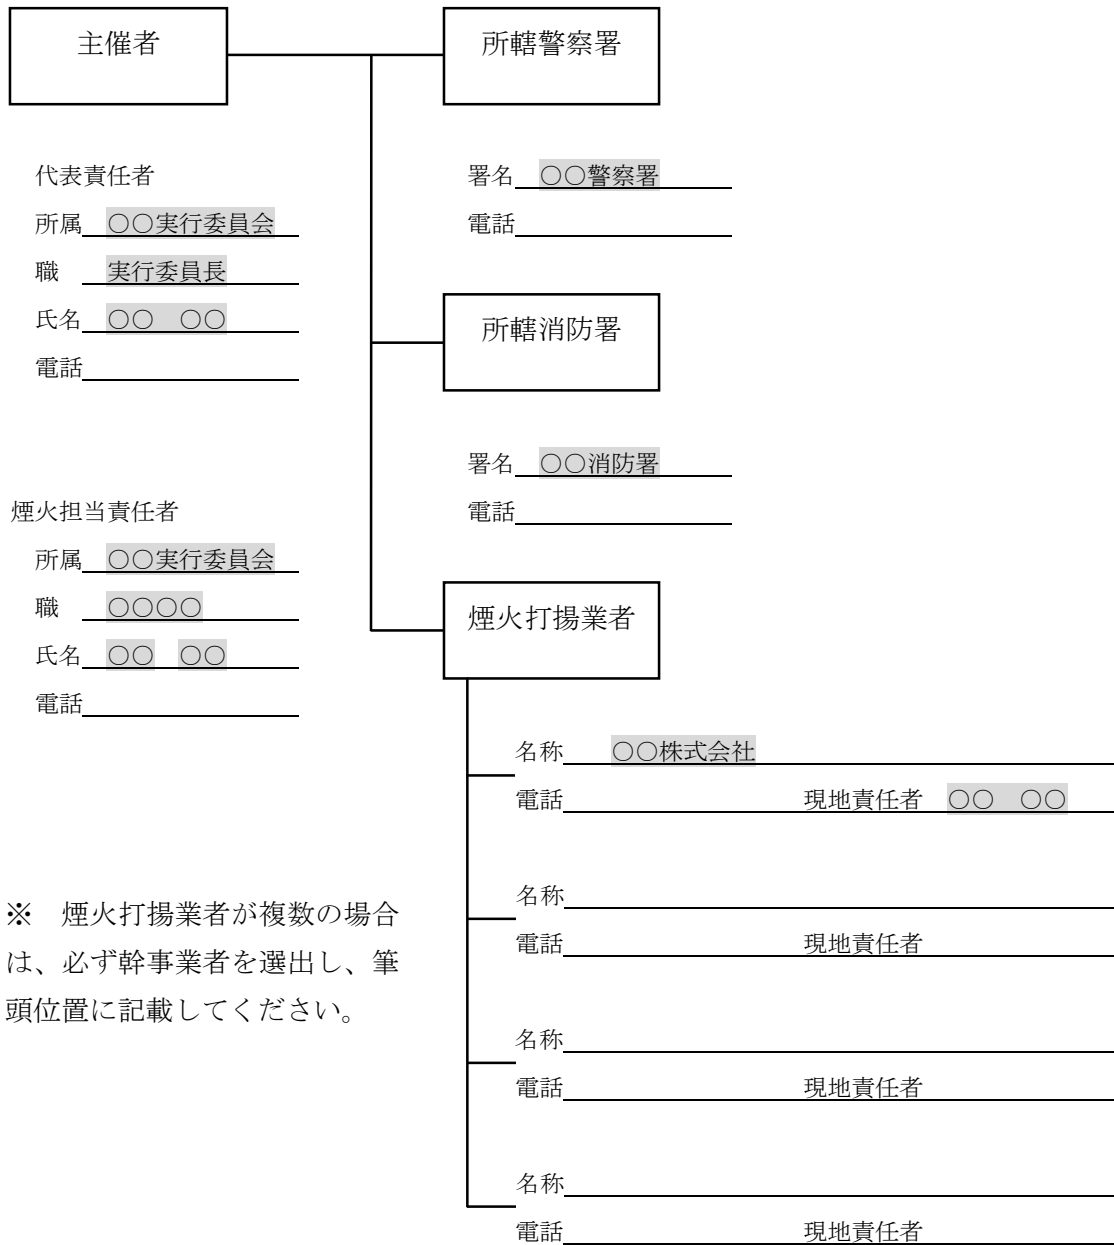 主催者
代表責任者
所属　○○実行委員会
職　実行委員長
氏名　○○　○○
電話
煙火担当責任者
所属　○○実行委員会
職　○○○○
氏名　○○　○○
電話
※　煙火打揚業者が複数の場合
は、必ず幹事業者を選出し、筆
頭位置に記載してください。
所轄警察署
署名　○○警察署
電話
所轄消防署
署名　○○消防署
電話
煙火打揚業者
名称　○○株式会社
電話　現地責任者　○○　○○
名称
電話　現地責任者
名称
電話　現地責任者
名称
電話　現地責任者